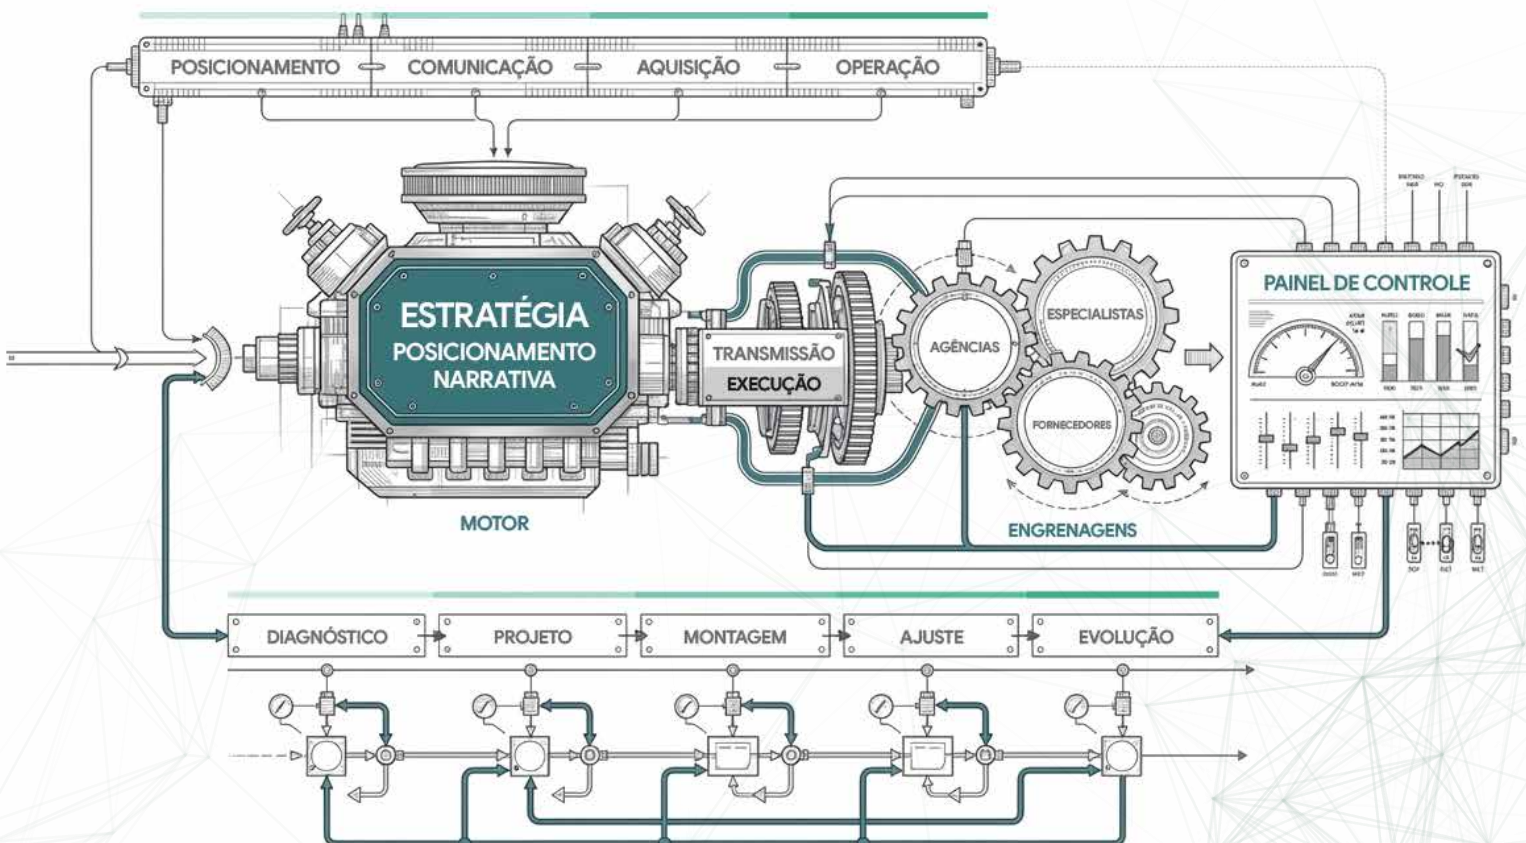 POSICIONAMENTO
COMUNICAÇÃO
AQUISIÇÃO
OPERAÇÃO
ESTRATÉGIA
POSICIONAMENTO
NARRATIVA
MOTOR
TRANSMISSÃO
EXECUÇÃO
AGÊNCIAS
ESPECIALISTAS
FORNECEDORES
ENGRENAGENS
PAINEL DE CONTROLE
DIAGNÓSTICO
PROJETO
MONTAGEM
AJUSTE
EVOLUÇÃO